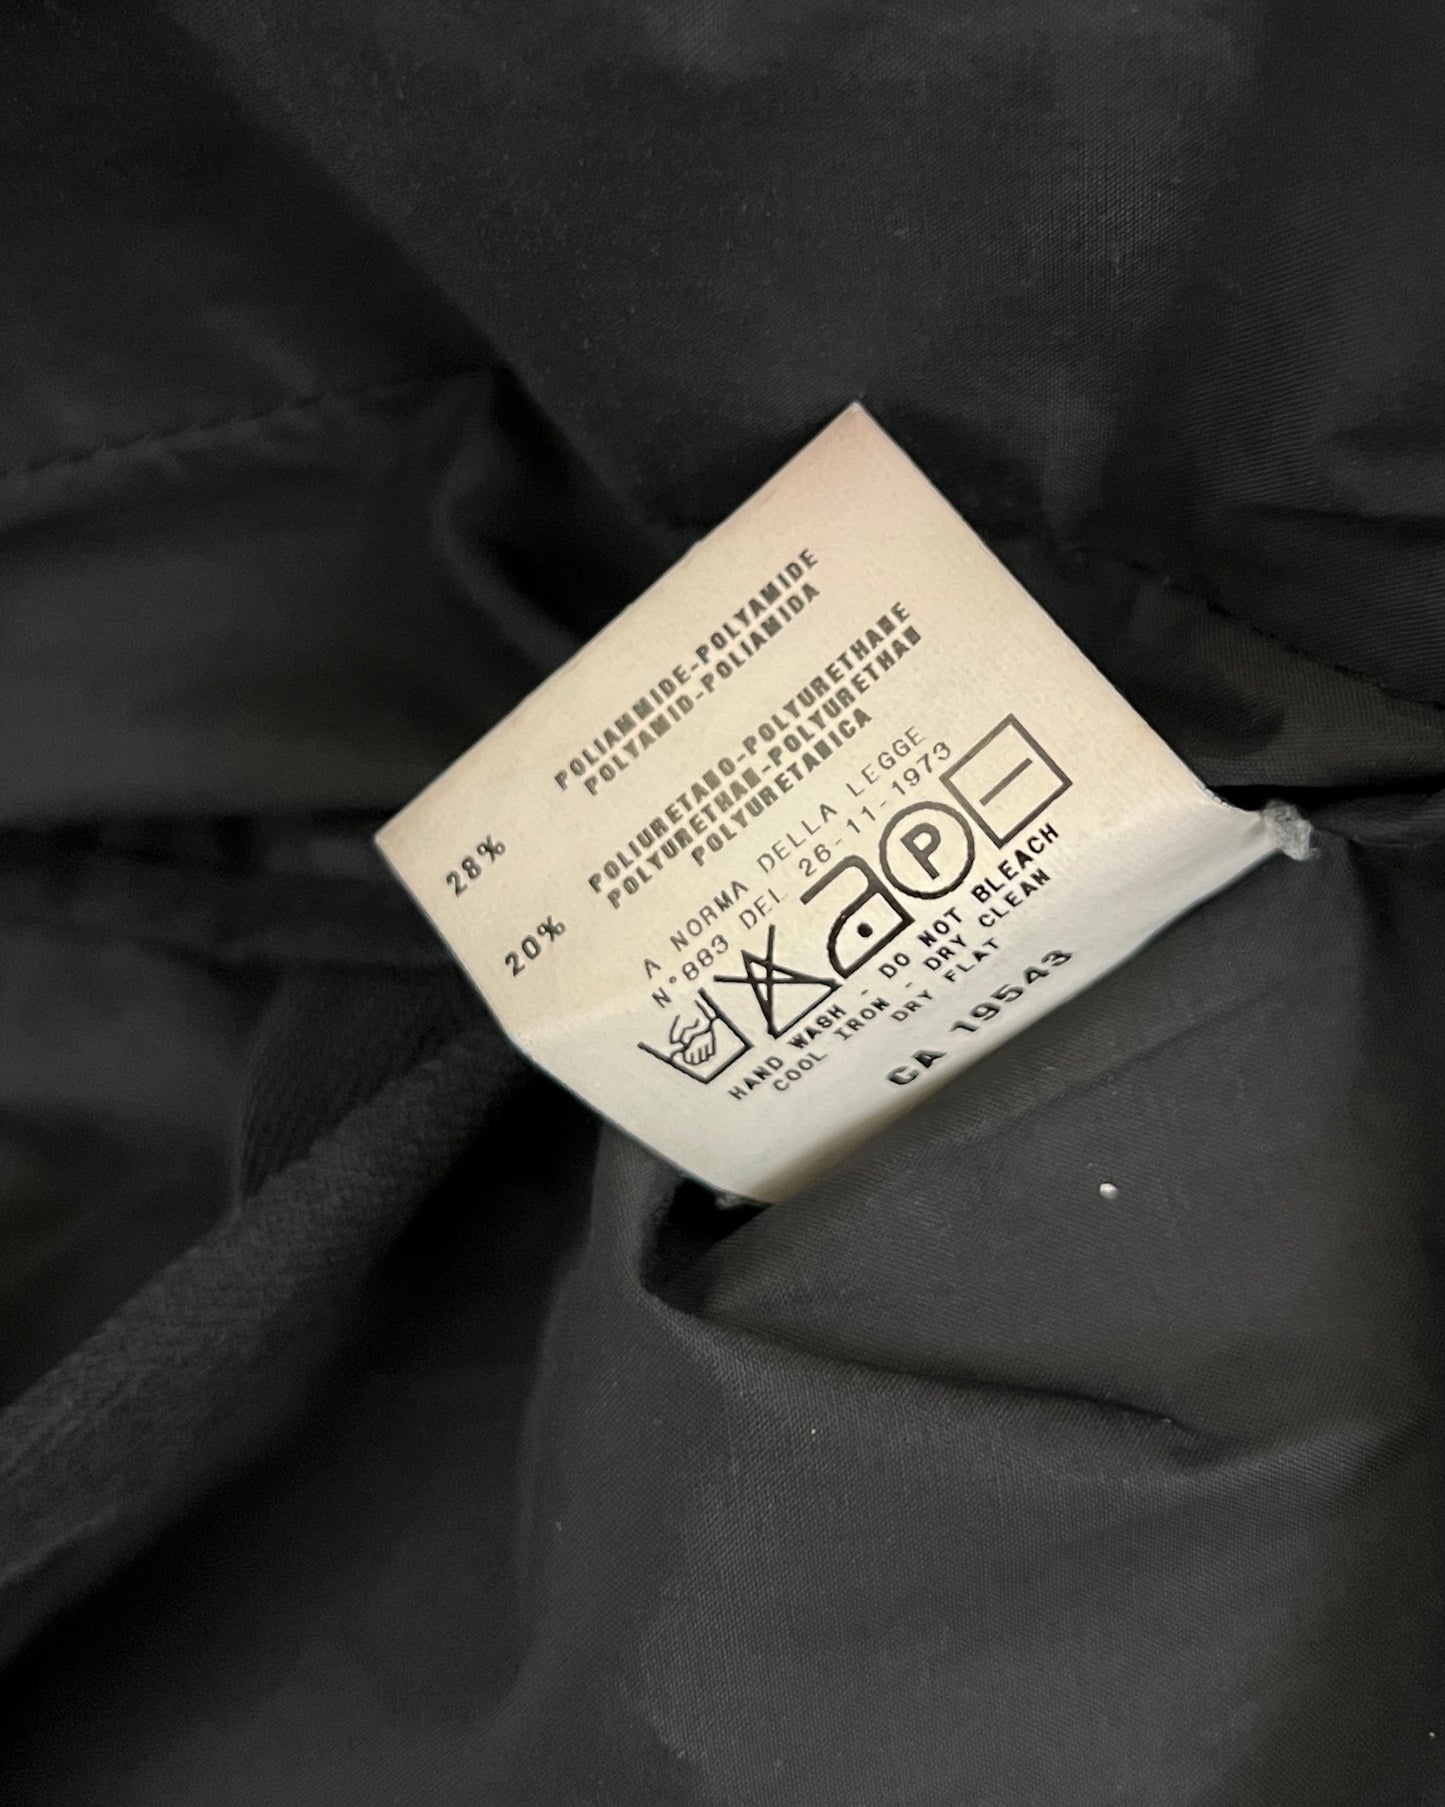 28% POLIAMMIDE-POLYAMIDE
POLYAMID-POLIAMIDA
20% POLIURETANO-POLYURETHANE
POLYURETHAN-POLYURETHAN
POLYURETANICA
A NORMA DELLA LEGGE
N°883 DEL 26-11-1973
P
HAND WASH - DO NOT BLEACH
COOL IRON - DRY CLEAN
DRY FLAT
CA 19543